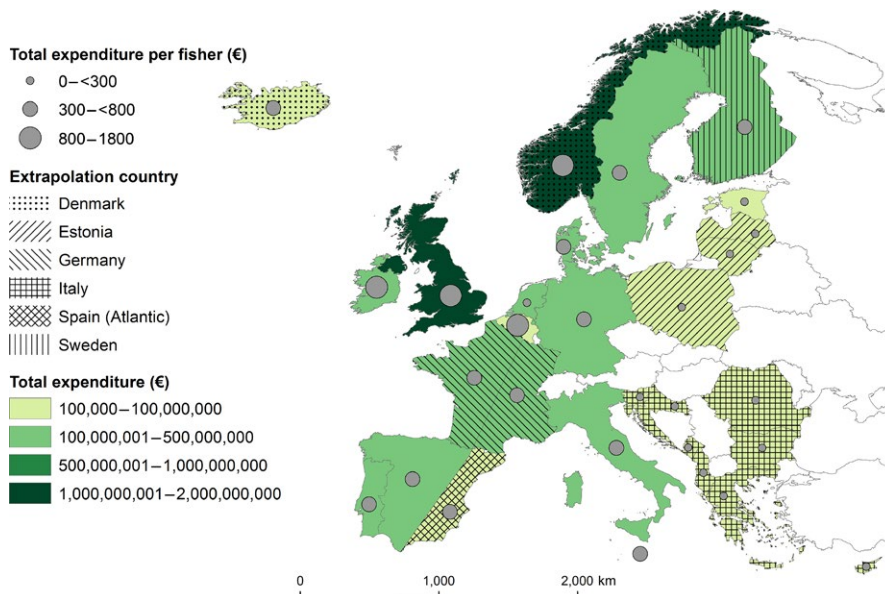 Total expenditure per fisher (€)
0–<300
300–<800
800–1800
Extrapolation country
Denmark
Estonia
Germany
Italy
Spain (Atlantic)
Sweden
Total expenditure (€)
100,000–100,000,000
100,000,001–500,000,000
500,000,001–1,000,000,000
1,000,000,001–2,000,000,000
0 1,000 2,000 km